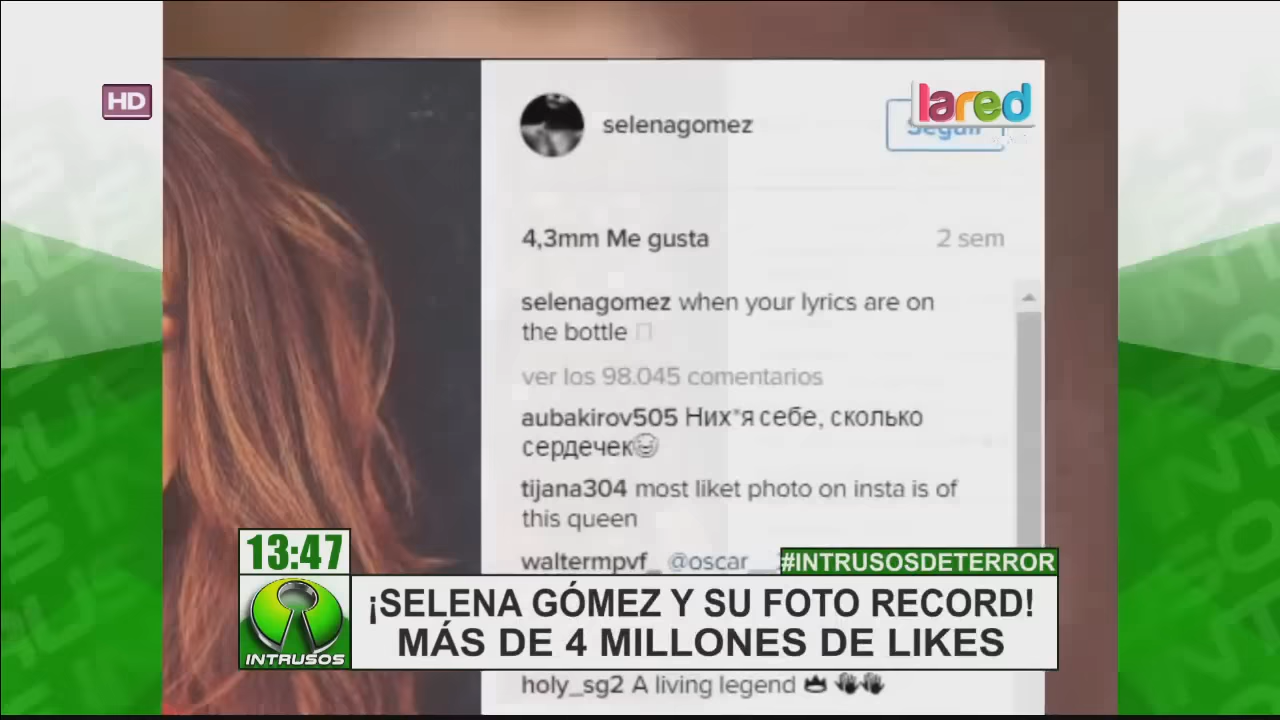 HD
lared
selenagomez
Seguir
4,3mm Me gusta
2 sem
selenagomez when your lyrics are on
the bottle
ver los 98.045 comentarios
aubakirov505 Них*я себе, сколько
сердечек
tijana304 most liket photo on insta is of
this queen
waltermpvf_ @oscar__
#INTRUSOSDETERROR
13:47
¡SELENA GÓMEZ Y SU FOTO RECORD!
MÁS DE 4 MILLONES DE LIKES
INTRUSOS
holy_sg2 A living legend